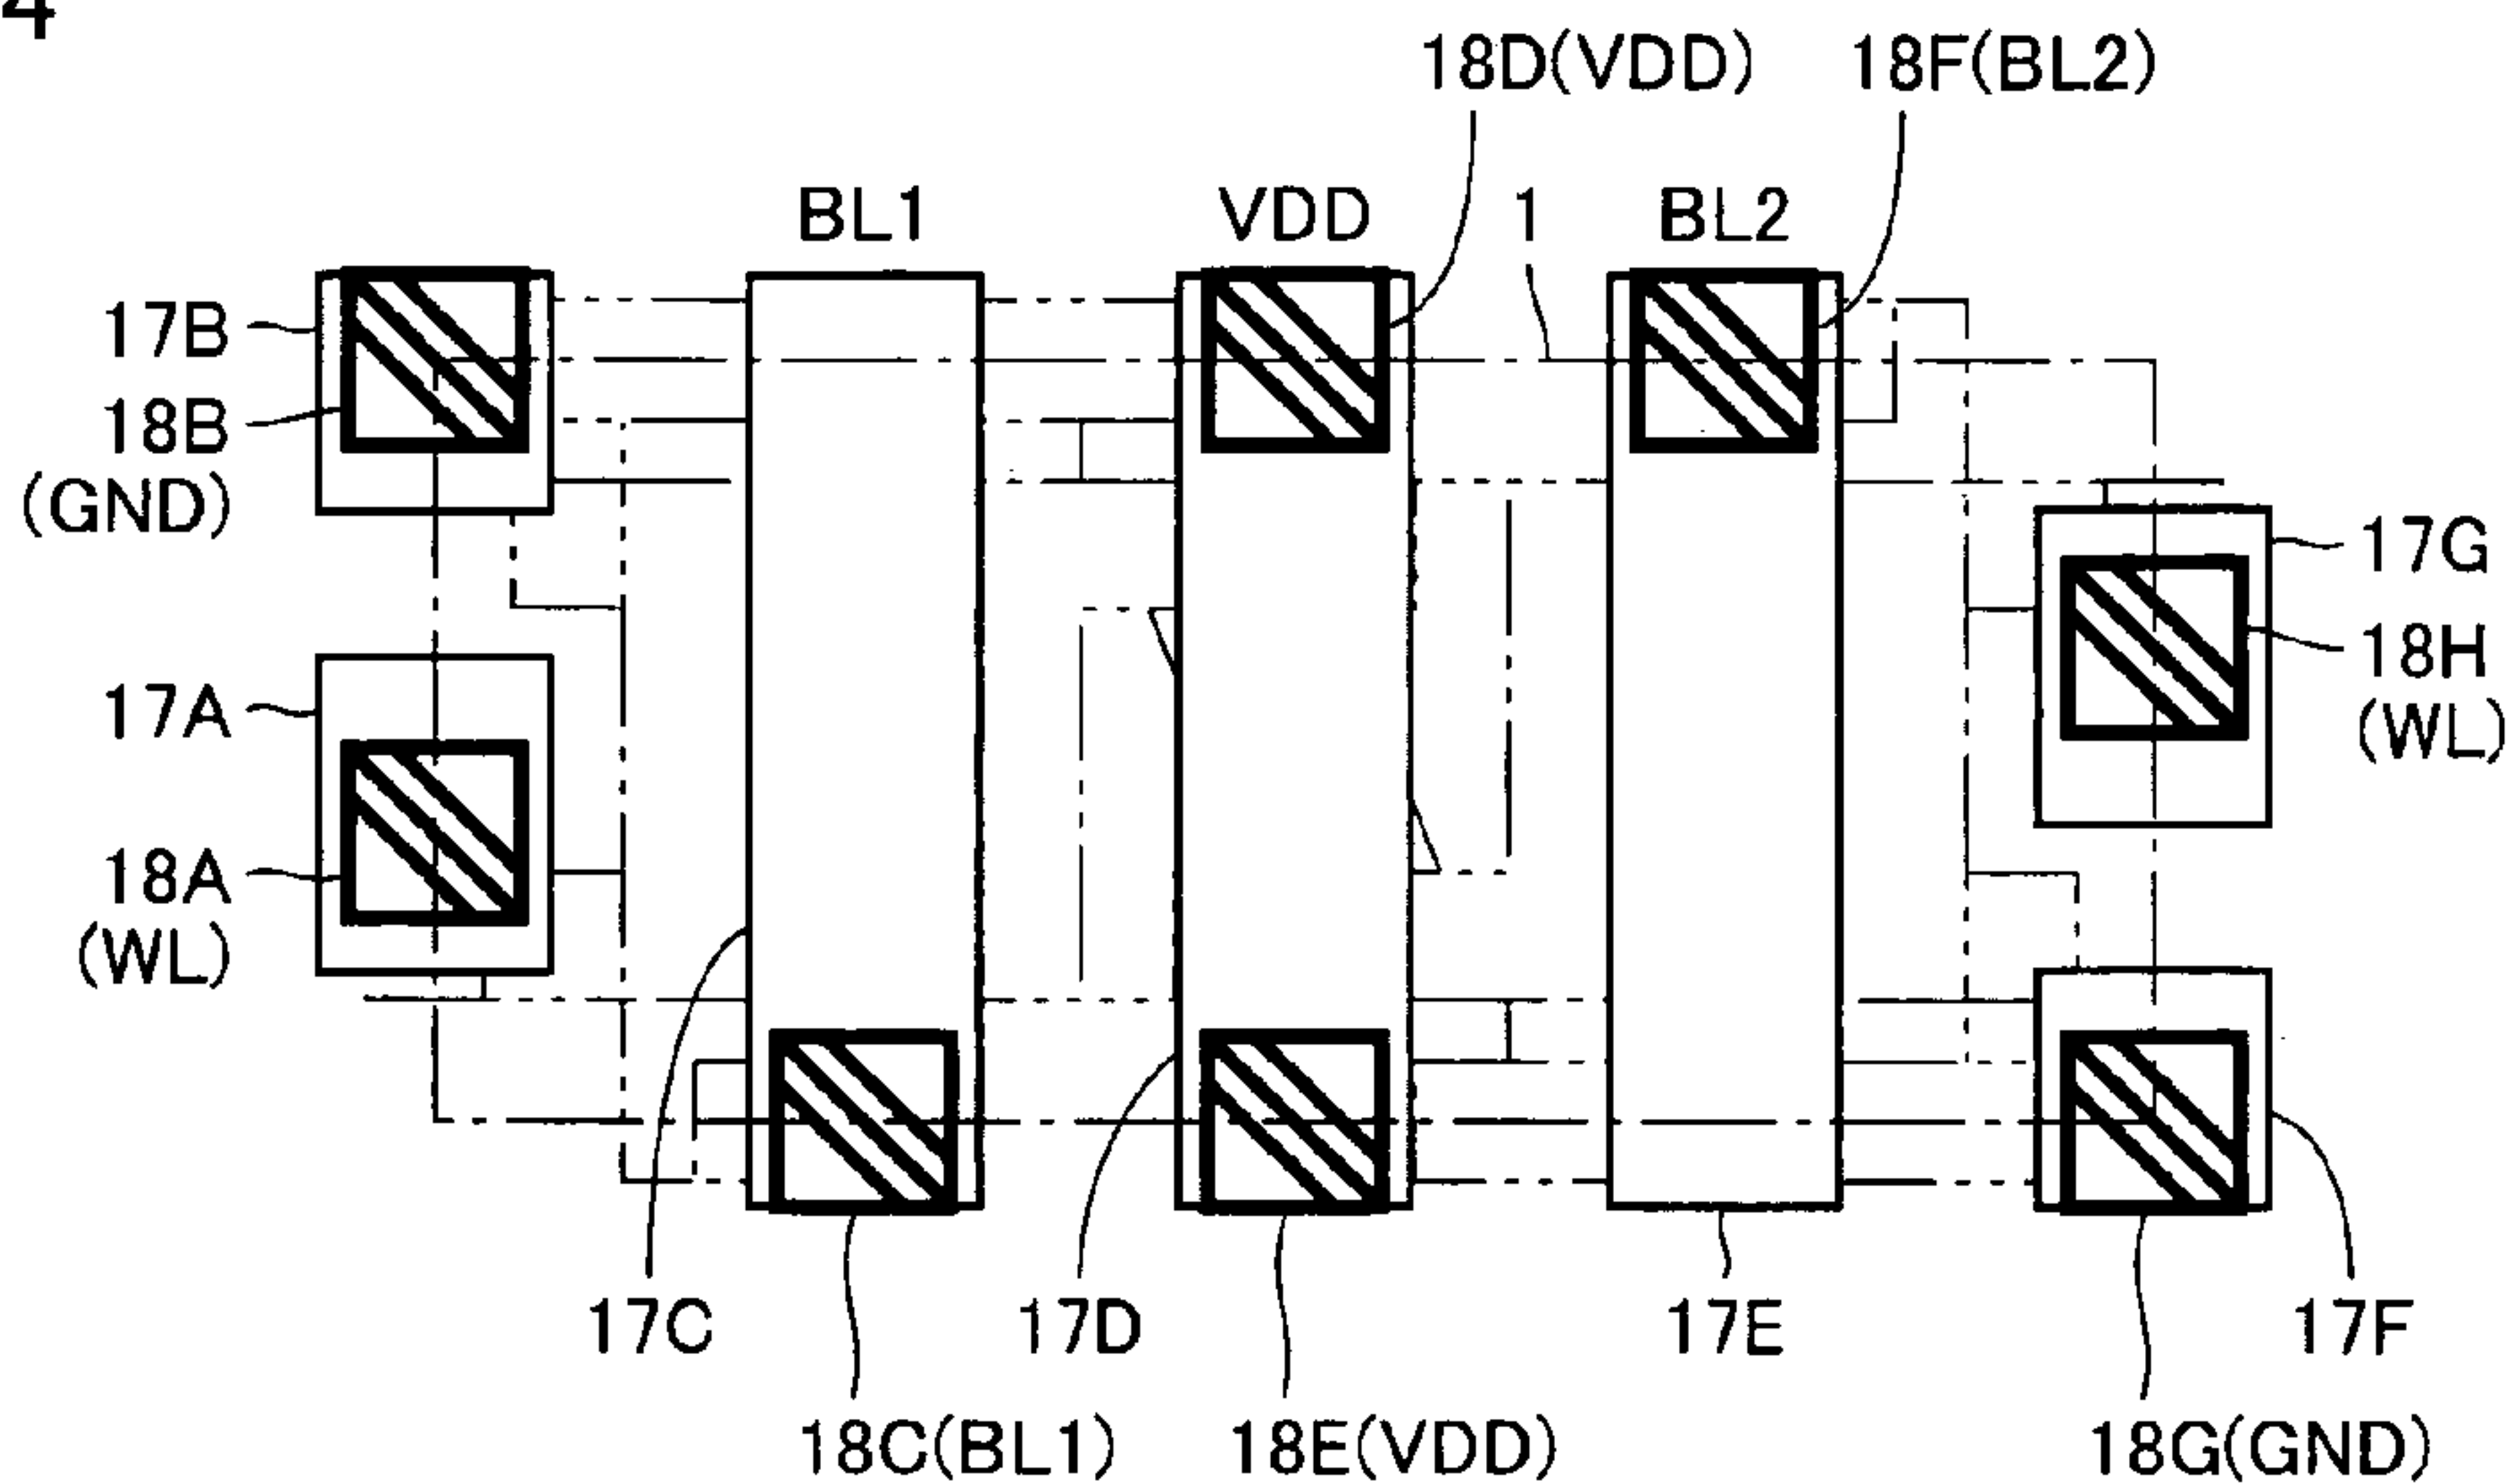 4
18D(VDD) 18F(BL2)
BL1 VDD 1 BL2
17B
18B
(GND)
17G
18H
(WL)
17A
18A
(WL)
17C 17D 17E 17F
18C(BL1) 18E(VDD) 18G(GND)